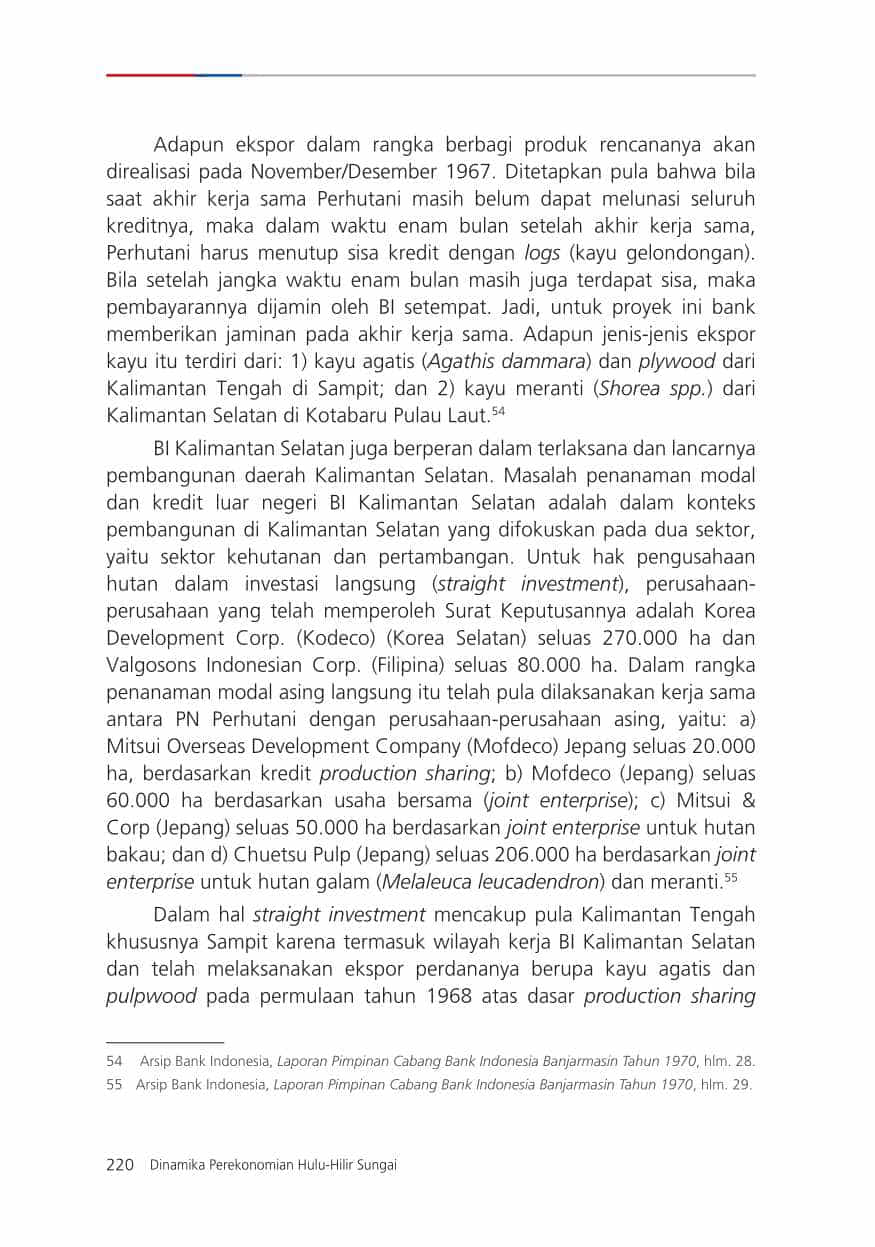 Adapun ekspor dalam rangka berbagi produk rencananya akan
direalisasi pada November/Desember 1967. Ditetapkan pula bahwa bila
saat akhir kerja sama Perhutani masih belum dapat melunasi seluruh
kreditnya, maka dalam waktu enam bulan setelah akhir kerja sama,
Perhutani harus menutup sisa kredit dengan logs (kayu gelondongan).
Bila setelah jangka waktu enam bulan masih juga terdapat sisa, maka
pembayarannya dijamin oleh BI setempat. Jadi, untuk proyek ini bank
memberikan jaminan pada akhir kerja sama. Adapun jenis-jenis ekspor
kayu itu terdiri dari: 1) kayu agatis (Agathis dammara) dan plywood dari
Kalimantan Tengah di Sampit; dan 2) kayu meranti (Shorea spp.) dari
Kalimantan Selatan di Kotabaru Pulau Laut.54
BI Kalimantan Selatan juga berperan dalam terlaksana dan lancarnya
pembangunan daerah Kalimantan Selatan. Masalah penanaman modal
dan kredit luar negeri BI Kalimantan Selatan adalah dalam konteks
pembangunan di Kalimantan Selatan yang difokuskan pada dua sektor,
yaitu sektor kehutanan dan pertambangan. Untuk hak pengusahaan
hutan dalam investasi langsung (straight investment), perusahaan-
perusahaan yang telah memperoleh Surat Keputusannya adalah Korea
Development Corp. (Kodeco) (Korea Selatan) seluas 270.000 ha dan
Valgosons Indonesian Corp. (Filipina) seluas 80.000 ha. Dalam rangka
penanaman modal asing langsung itu telah pula dilaksanakan kerja sama
antara PN Perhutani dengan perusahaan-perusahaan asing, yaitu: a)
Mitsui Overseas Development Company (Mofdeco) Jepang seluas 20.000
ha, berdasarkan kredit production sharing; b) Mofdeco (Jepang) seluas
60.000 ha berdasarkan usaha bersama (joint enterprise); c) Mitsui &
Corp (Jepang) seluas 50.000 ha berdasarkan joint enterprise untuk hutan
bakau; dan d) Chuetsu Pulp (Jepang) seluas 206.000 ha berdasarkan joint
enterprise untuk hutan galam (Melaleuca leucadendron) dan meranti.55
Dalam hal straight investment mencakup pula Kalimantan Tengah
khususnya Sampit karena termasuk wilayah kerja BI Kalimantan Selatan
dan telah melaksanakan ekspor perdananya berupa kayu agatis dan
pulpwood pada permulaan tahun 1968 atas dasar production sharing
54 Arsip Bank Indonesia, Laporan Pimpinan Cabang Bank Indonesia Banjarmasin Tahun 1970, hlm. 28.
55 Arsip Bank Indonesia, Laporan Pimpinan Cabang Bank Indonesia Banjarmasin Tahun 1970, hlm. 29.
220 Dinamika Perekonomian Hulu-Hilir Sungai